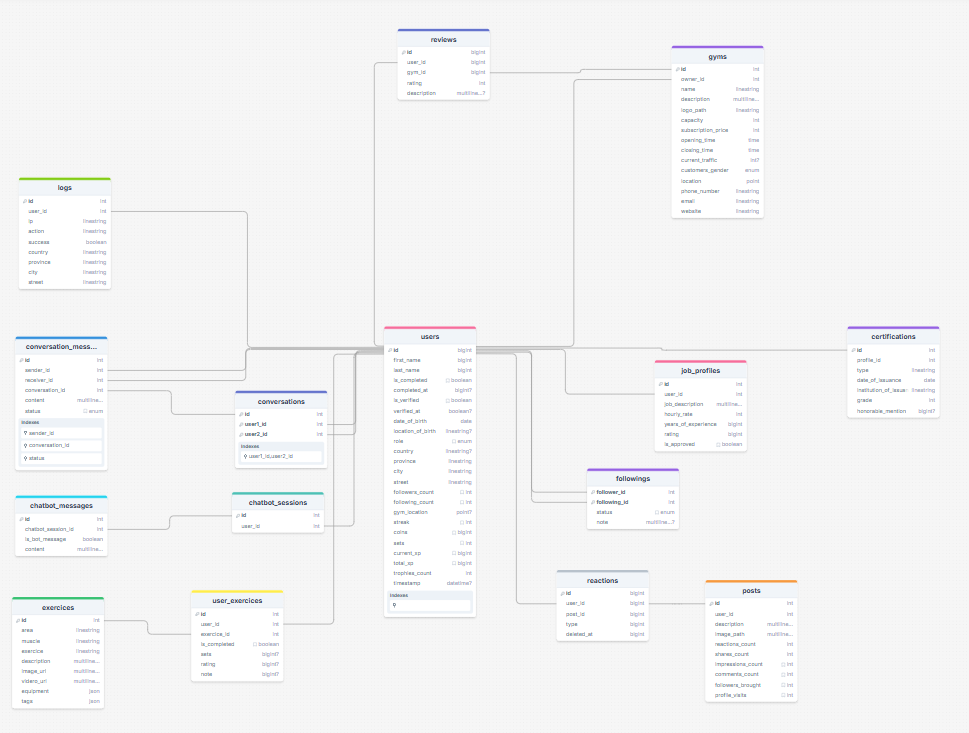 reviews
id bigint
user_id bigint
gym_id bigint
rating int
description multiline...?
gyms
id int
owner_id int
name linestring
description multiline...
logo_path linestring
capacity int
subscription_price int
opening_time time
closing_time time
current_traffic int?
customers_gender enum
location point
phone_number linestring
email linestring
website linestring
logs
id int
user_id int
ip linestring
action linestring
success boolean
country linestring
province linestring
city linestring
street linestring
conversation_mess...
id int
sender_id int
receiver_id int
conversation_id int
content multiline...
status enum
Indexes
sender_id
conversation_id
status
conversations
id int
user1_id int
user2_id int
Indexes
user1_id,user2_id
users
id bigint
first_name bigint
last_name bigint
is_completed boolean
completed_at bigint?
is_verified boolean
verified_at boolean?
date_of_birth date
location_of_birth linestring?
role enum
country linestring?
province linestring
city linestring
street linestring
followers_count int
following_count int
gym_location point?
streak int
coins bigint
sets int
current_xp bigint
total_xp bigint
trophies_count int
timestamp datetime?
Indexes
job_profiles
id int
user_id int
job_description multiline...
hourly_rate int
years_of_experience bigint
rating bigint
is_approved boolean
certifications
id int
profile_id int
type linestring
date_of_issuance date
institution_of_issuan linestring
grade int
honorable_mention bigint?
followings
follower_id int
following_id int
status enum
note multiline...?
chatbot_messages
id int
chatbot_session_id int
is_bot_message boolean
content multiline...
chatbot_sessions
id int
user_id int
exercices
id int
area linestring
muscle linestring
exercice linestring
description multiline...
image_url multiline...
video_url multiline...
equipment json
tags json
user_exercices
id int
user_id int
exercice_id int
is_completed boolean
sets bigint?
rating bigint?
note bigint?
reactions
id bigint
user_id bigint
post_id bigint
type bigint
deleted_at bigint
posts
id int
user_id int
description multiline...
image_path multiline...
reactions_count int
shares_count int
impressions_count int
comments_count int
followers_brought int
profile_visits int